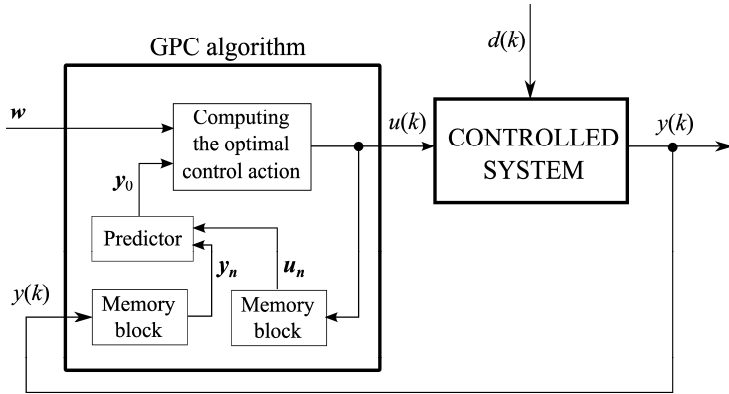 GPC algorithm
d(k)
w
Computing
the optimal
control action
u(k)
CONTROLLED
SYSTEM
y(k)
y0
Predictor
yn
un
y(k)
Memory
block
Memory
block